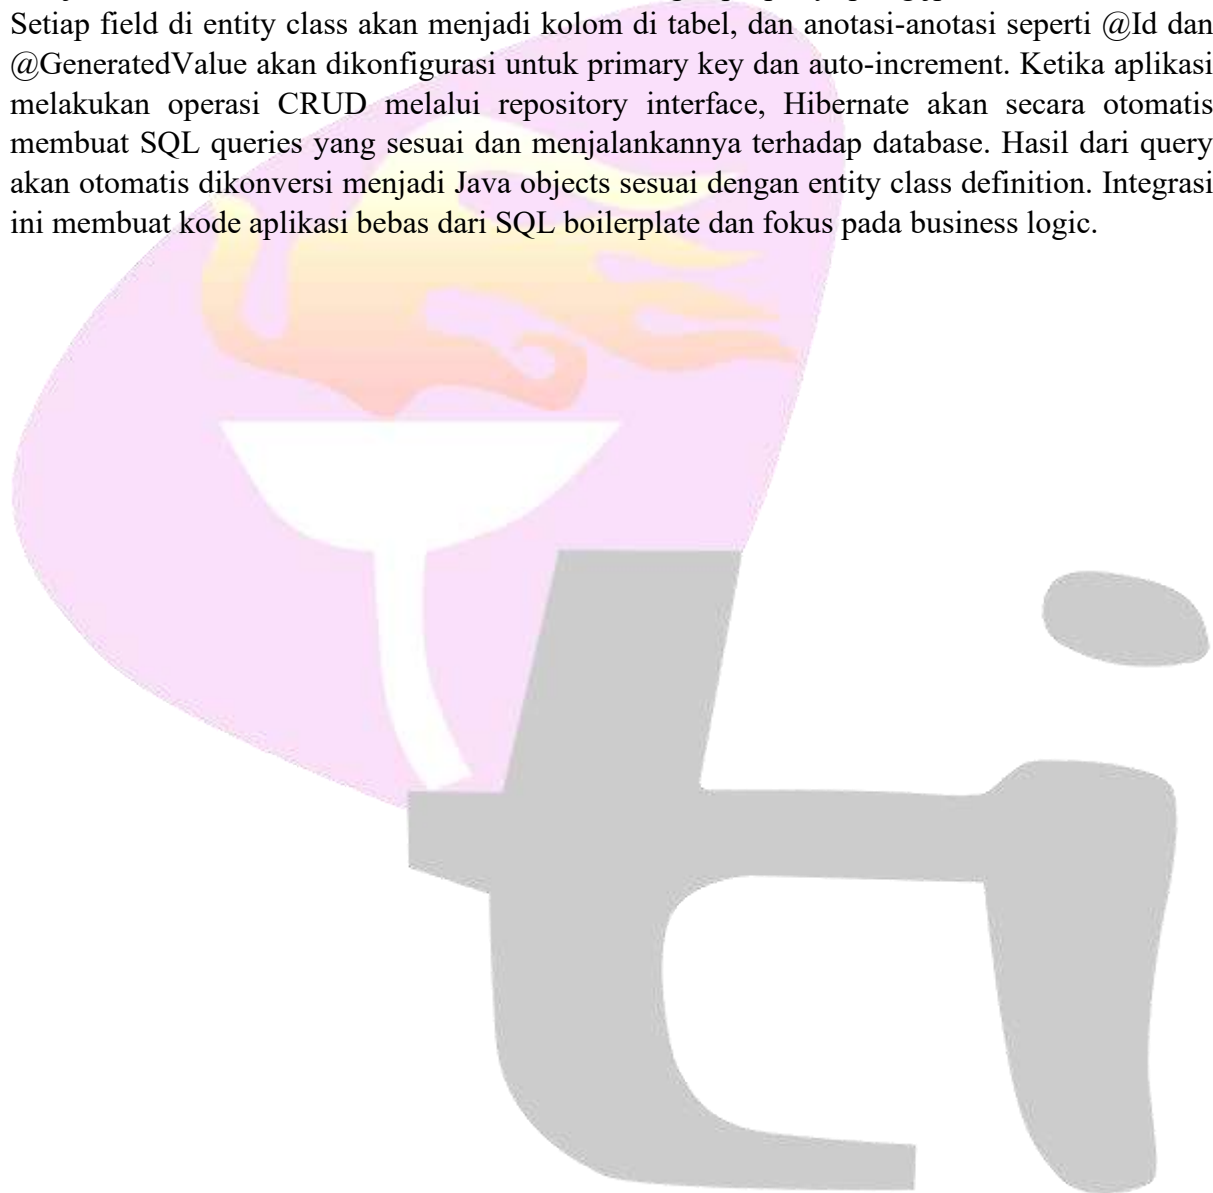 Setiap field di entity class akan menjadi kolom di tabel, dan anotasi-anotasi seperti @Id dan
@GeneratedValue akan dikonfigurasi untuk primary key dan auto-increment. Ketika aplikasi
melakukan operasi CRUD melalui repository interface, Hibernate akan secara otomatis
membuat SQL queries yang sesuai dan menjalankannya terhadap database. Hasil dari query
akan otomatis dikonversi menjadi Java objects sesuai dengan entity class definition. Integrasi
ini membuat kode aplikasi bebas dari SQL boilerplate dan fokus pada business logic.
ti